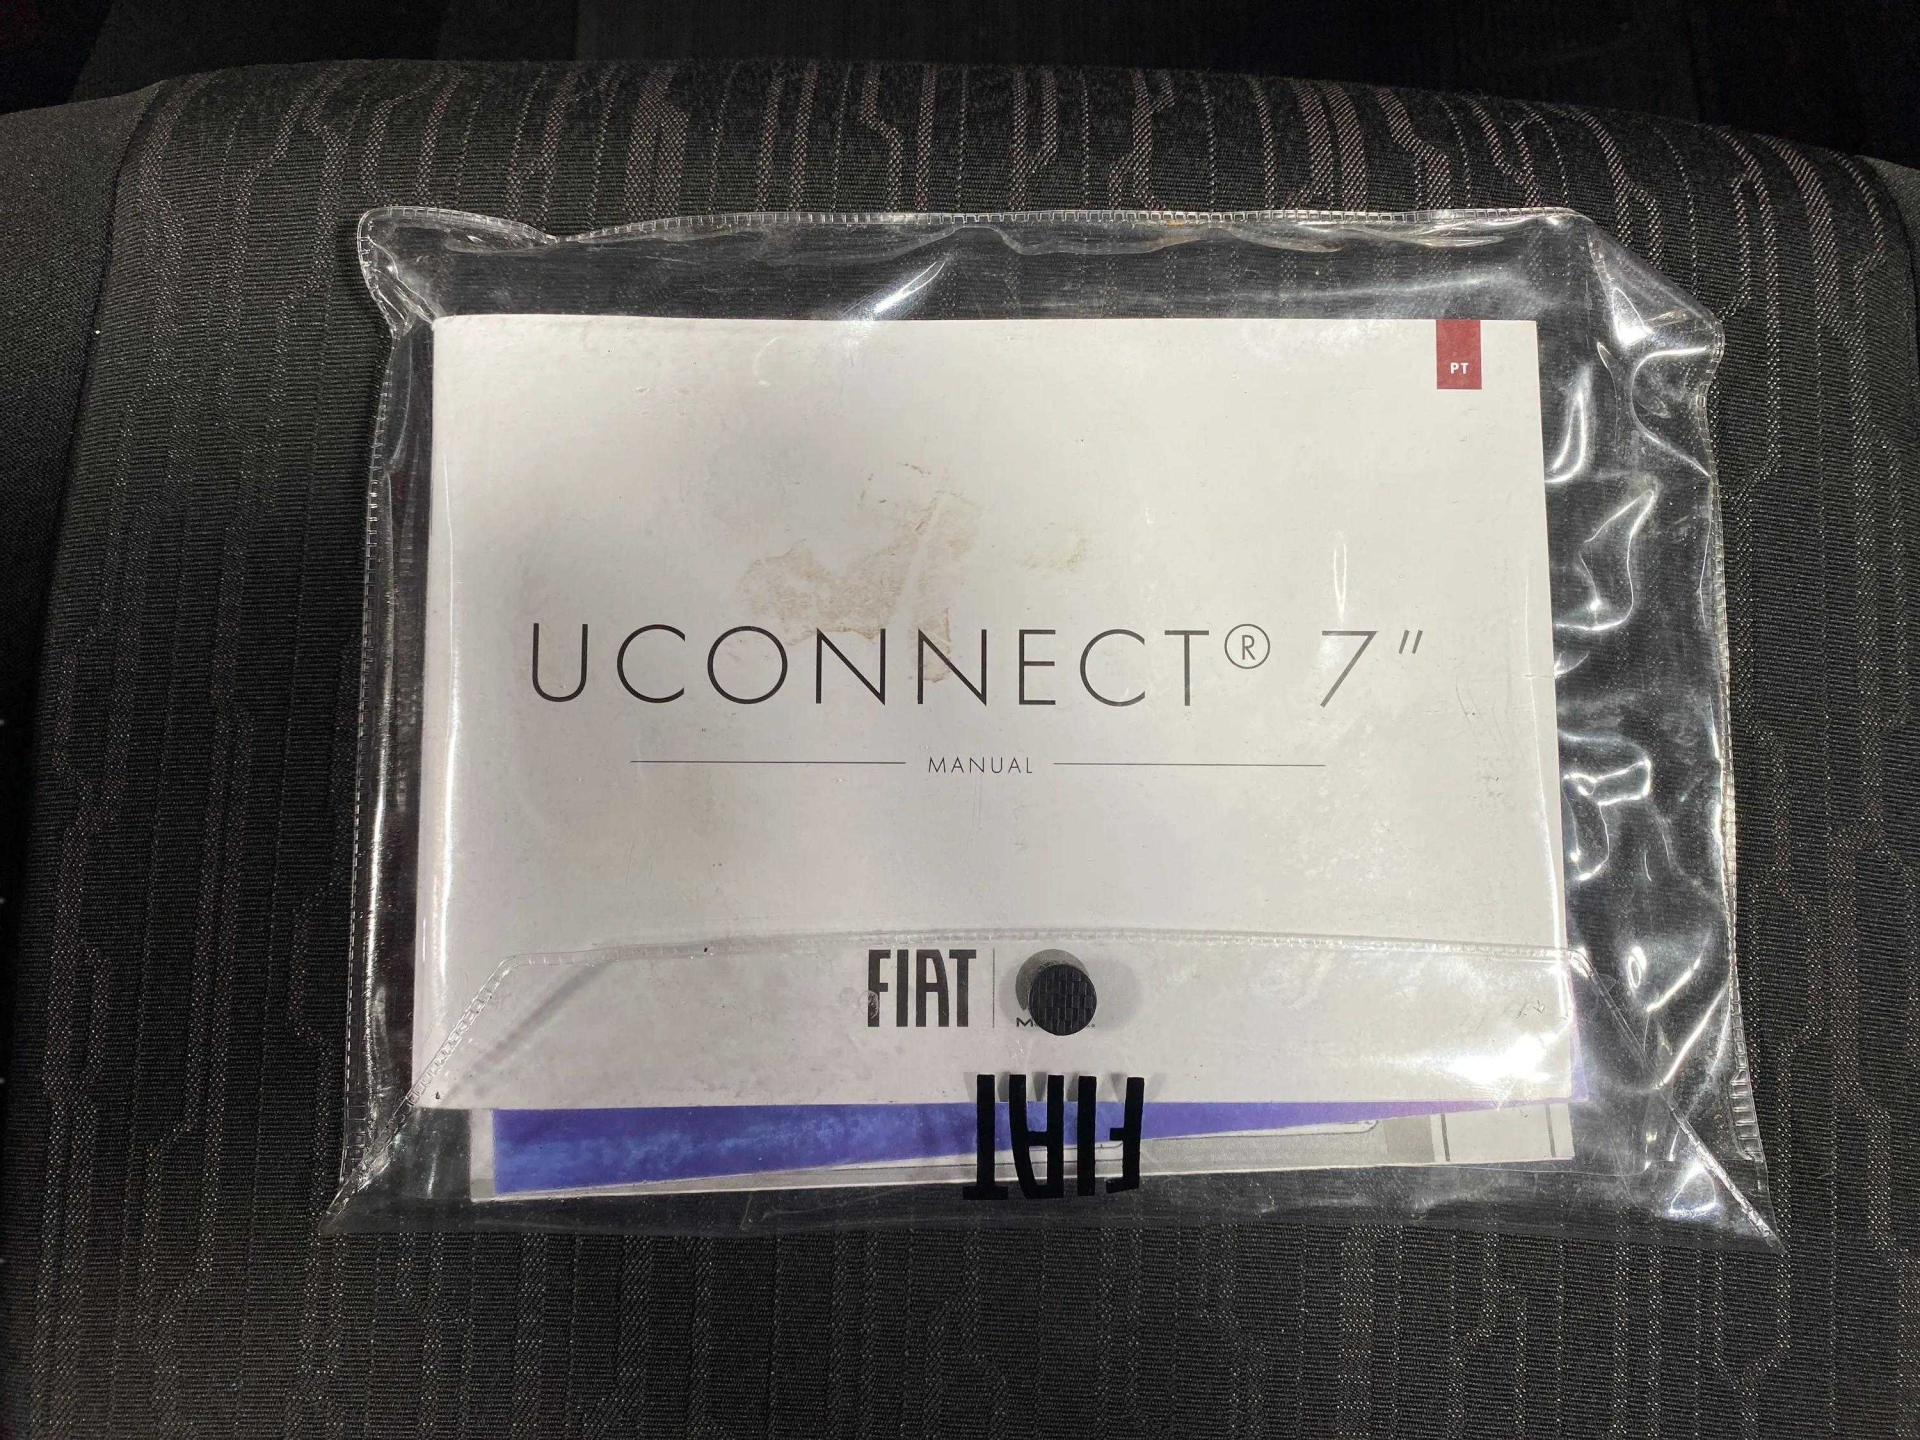 PT
UCONNECT® 7"
MANUAL
FIAT
FIAT